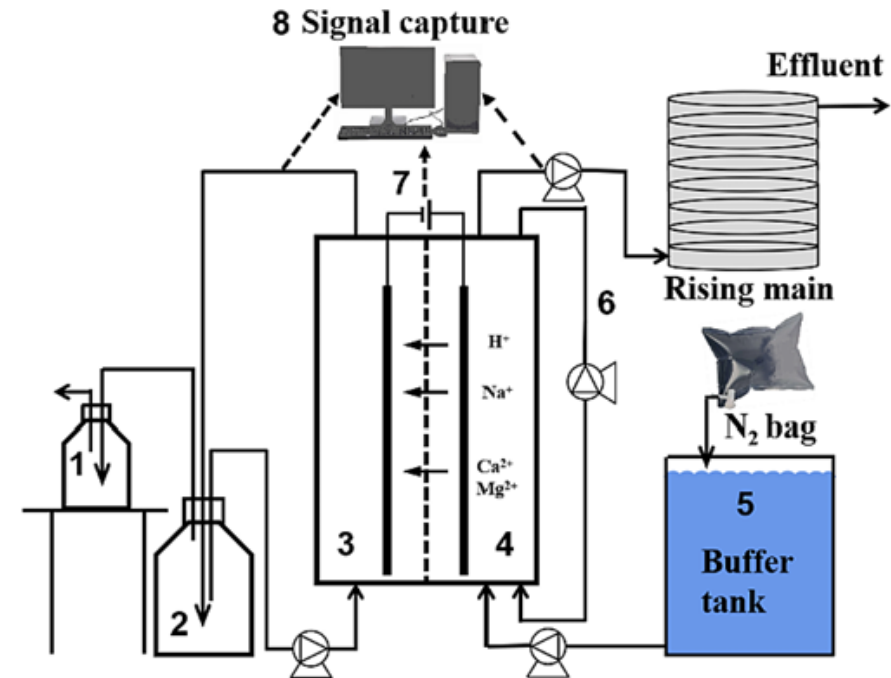 8 Signal capture
Effluent
7
Rising main
6
H⁺
Na⁺
Ca²⁺
Mg²⁺
N₂ bag
1
2
3
4
5
Buffer
tank